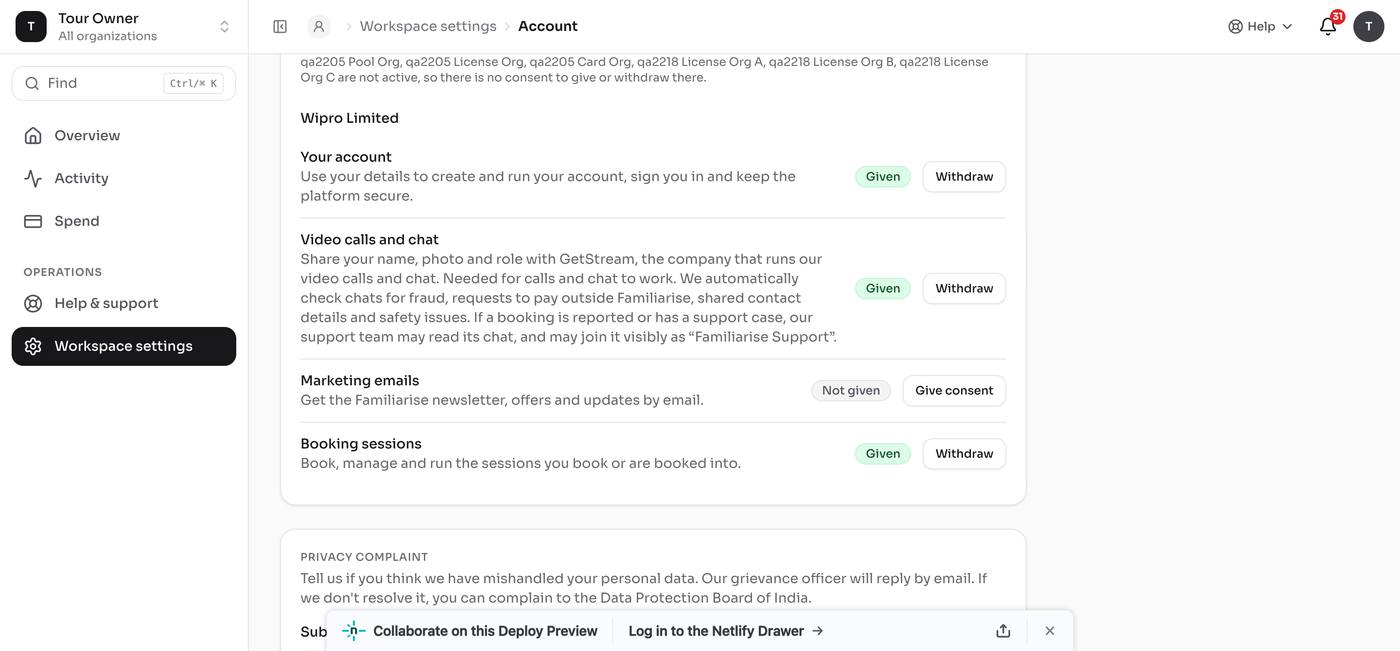 T
Tour Owner
All organizations
Workspace settings
Account
Help
31
T
Find
Ctrl/⌘ K
Overview
Activity
Spend
OPERATIONS
Help & support
Workspace settings
qa2205 Pool Org, qa2205 License Org, qa2205 Card Org, qa2218 License Org A, qa2218 License Org B, qa2218 License
Org C are not active, so there is no consent to give or withdraw there.
Wipro Limited
Your account
Use your details to create and run your account, sign you in and keep the
platform secure.
Given
Withdraw
Video calls and chat
Share your name, photo and role with GetStream, the company that runs our
video calls and chat. Needed for calls and chat to work. We automatically
check chats for fraud, requests to pay outside Familiarise, shared contact
details and safety issues. If a booking is reported or has a support case, our
support team may read its chat, and may join it visibly as “Familiarise Support”.
Given
Withdraw
Marketing emails
Get the Familiarise newsletter, offers and updates by email.
Not given
Give consent
Booking sessions
Book, manage and run the sessions you book or are booked into.
Given
Withdraw
PRIVACY COMPLAINT
Tell us if you think we have mishandled your personal data. Our grievance officer will reply by email. If
we don't resolve it, you can complain to the Data Protection Board of India.
Sub
Collaborate on this Deploy Preview
Log in to the Netlify Drawer →